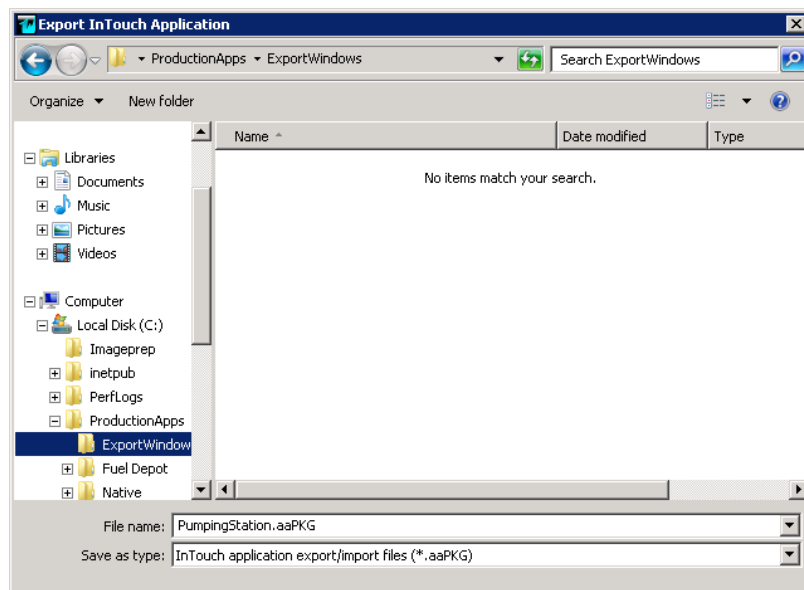 Export InTouch Application
ProductionApps ExportWindows
Search ExportWindows
Organize New folder
Name Date modified Type
No items match your search.
Libraries
Documents
Music
Pictures
Videos
Computer
Local Disk (C:)
Imageprep
inetpub
PerfLogs
ProductionApps
ExportWindow
Fuel Depot
Native
File name: PumpingStation.aaPKG
Save as type: InTouch application export/import files (*.aaPKG)